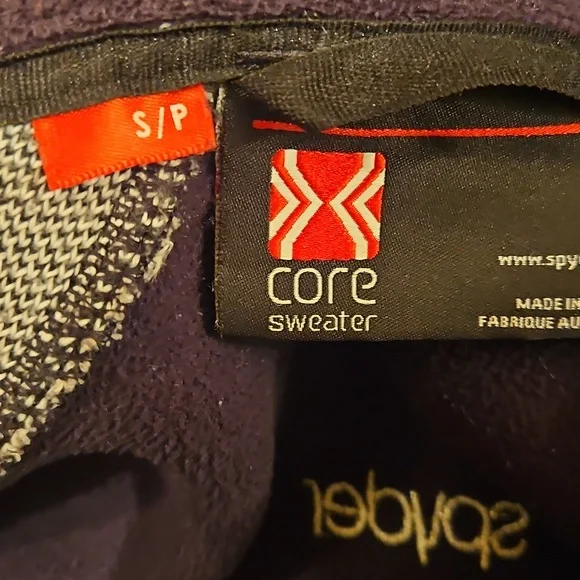 S/P
core
sweater
www.spy
MADE IN
FABRIQUE AU
spyder